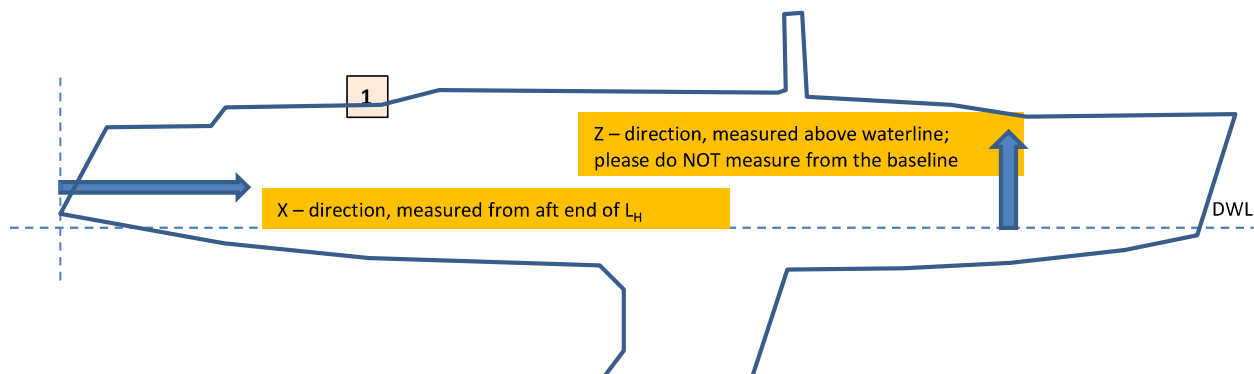 1
Z – direction, measured above waterline;
please do NOT measure from the baseline
X – direction, measured from aft end of LH
DWL